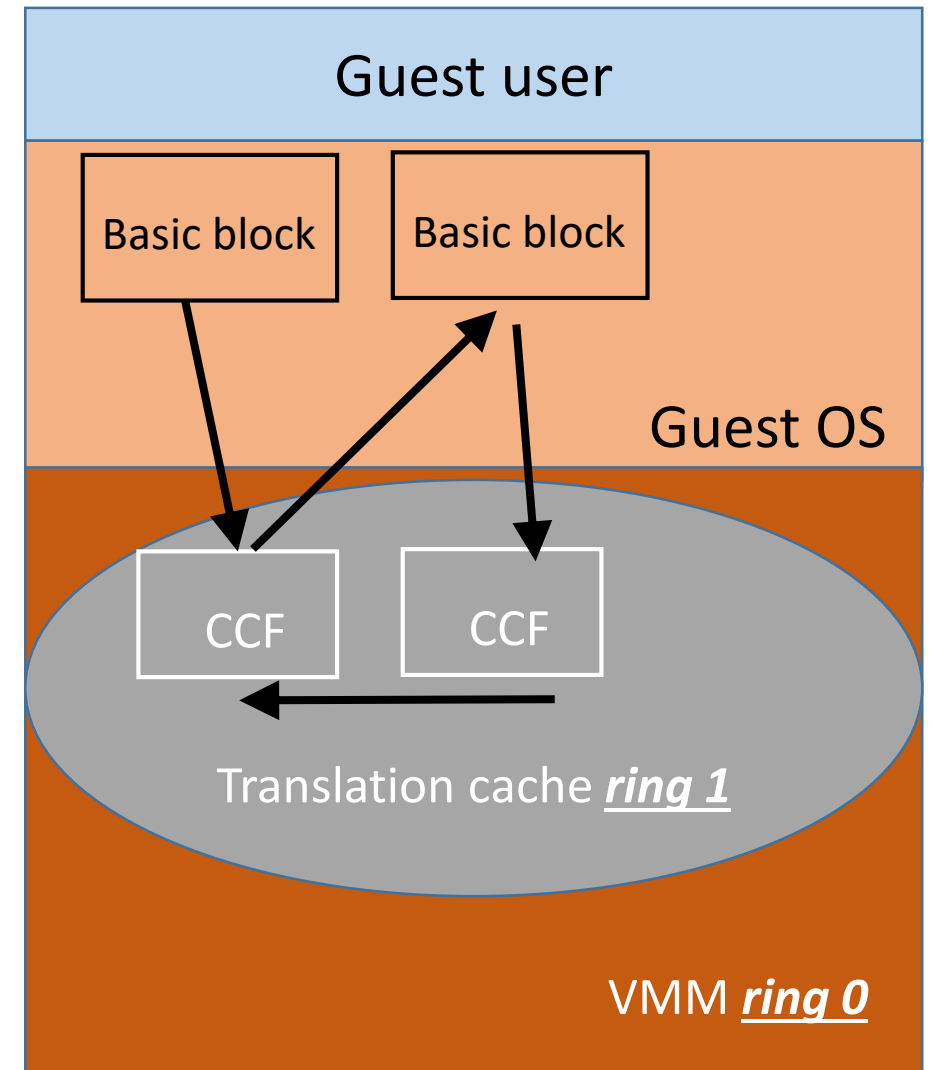 Guest user
Basic block
Basic block
Guest OS
CCF
CCF
Translation cache ring 1
VMM ring 0